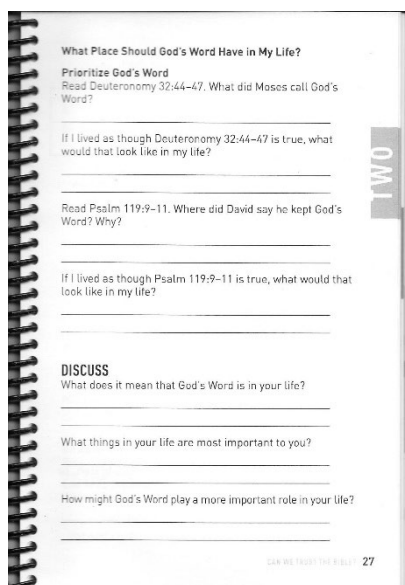 What Place Should God's Word Have in My Life?
Prioritize God's Word
Read Deuteronomy 32:44–47. What did Moses call God's
Word?
If I lived as though Deuteronomy 32:44–47 is true, what
would that look like in my life?
TWO
Read Psalm 119:9–11. Where did David say he kept God's
Word? Why?
If I lived as though Psalm 119:9–11 is true, what would that
look like in my life?
DISCUSS
What does it mean that God's Word is in your life?
What things in your life are most important to you?
How might God's Word play a more important role in your life?
CAN WE TRUST THE BIBLE? 27